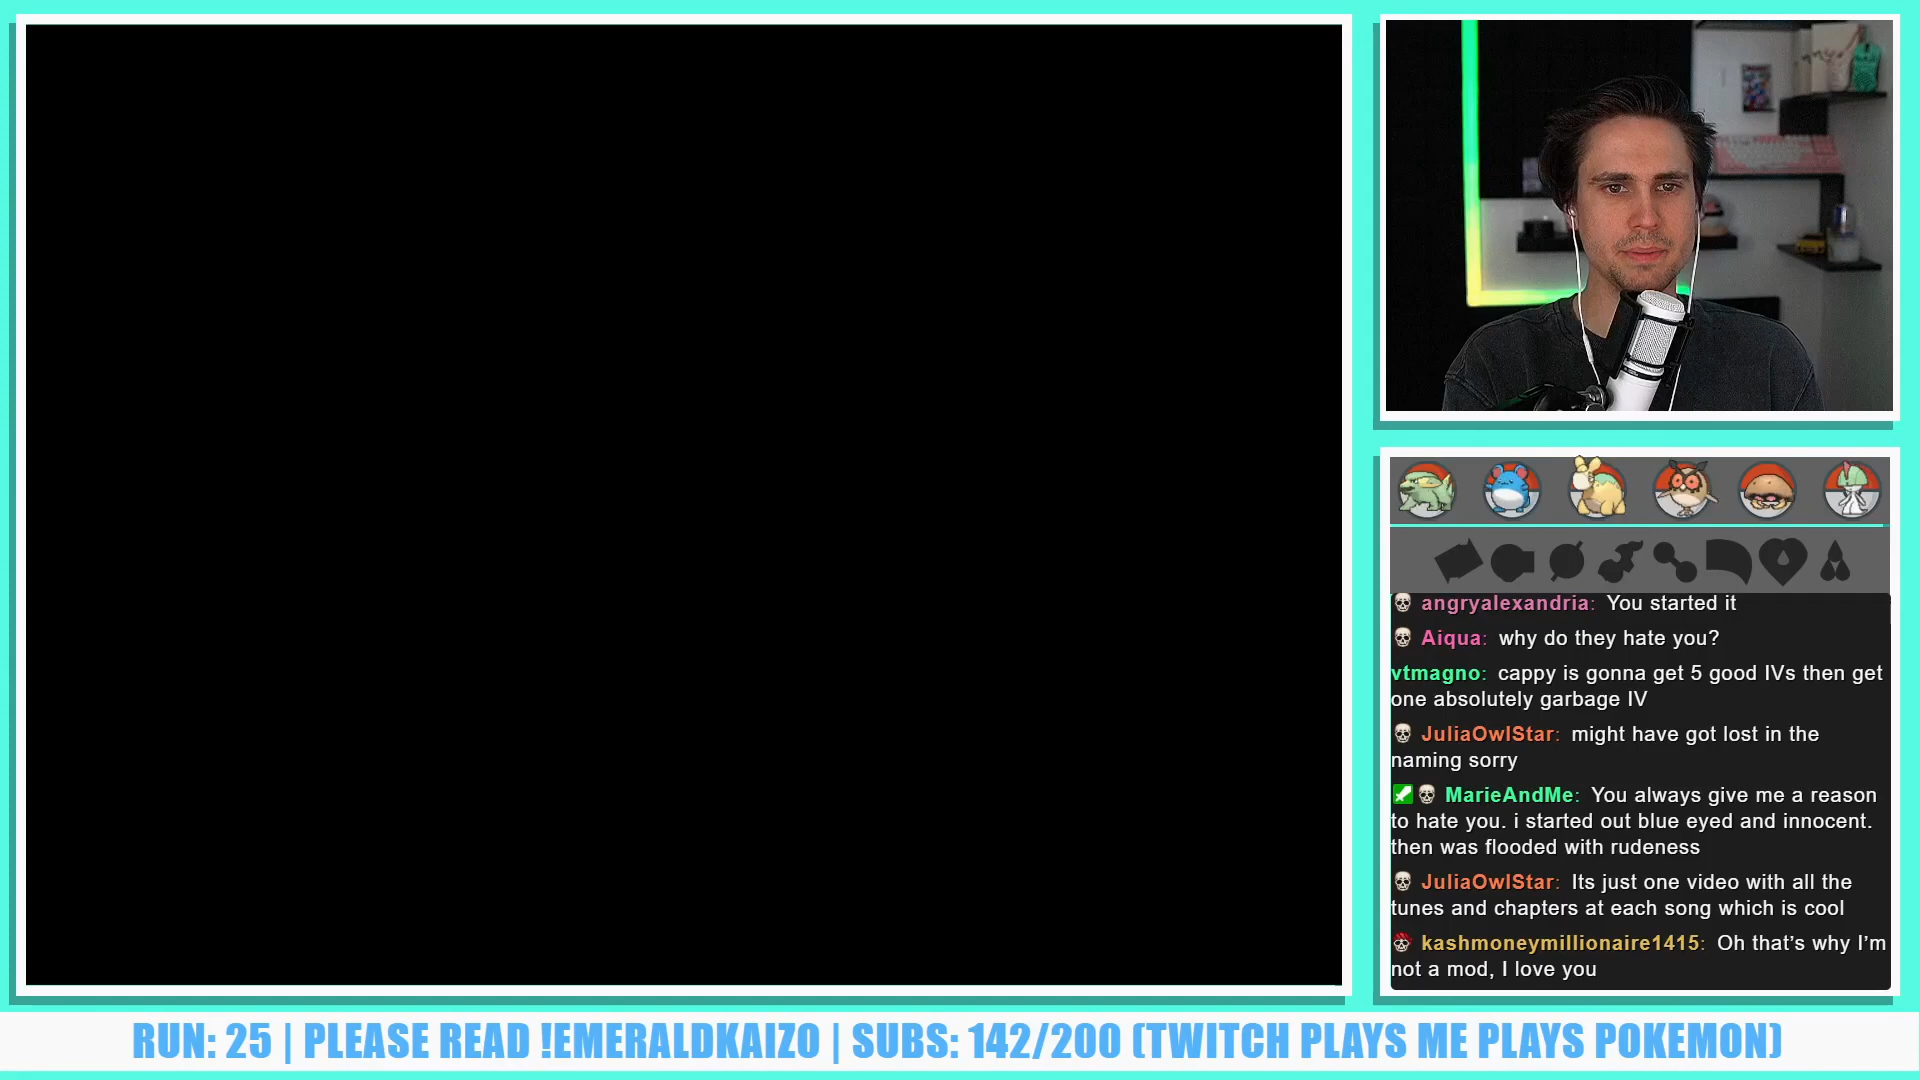 angryalexandria: You started it
Aiqua: why do they hate you?
vtmagno: cappy is gonna get 5 good IVs then get
one absolutely garbage IV
JuliaOwlStar: might have got lost in the
naming sorry
MarieAndMe: You always give me a reason
to hate you. i started out blue eyed and innocent.
then was flooded with rudeness
JuliaOwlStar: Its just one video with all the
tunes and chapters at each song which is cool
kashmoneymillionaire1415: Oh that’s why I’m
not a mod, I love you
RUN: 25 | PLEASE READ !EMERALDKAIZO | SUBS: 142/200 (TWITCH PLAYS ME PLAYS POKEMON)